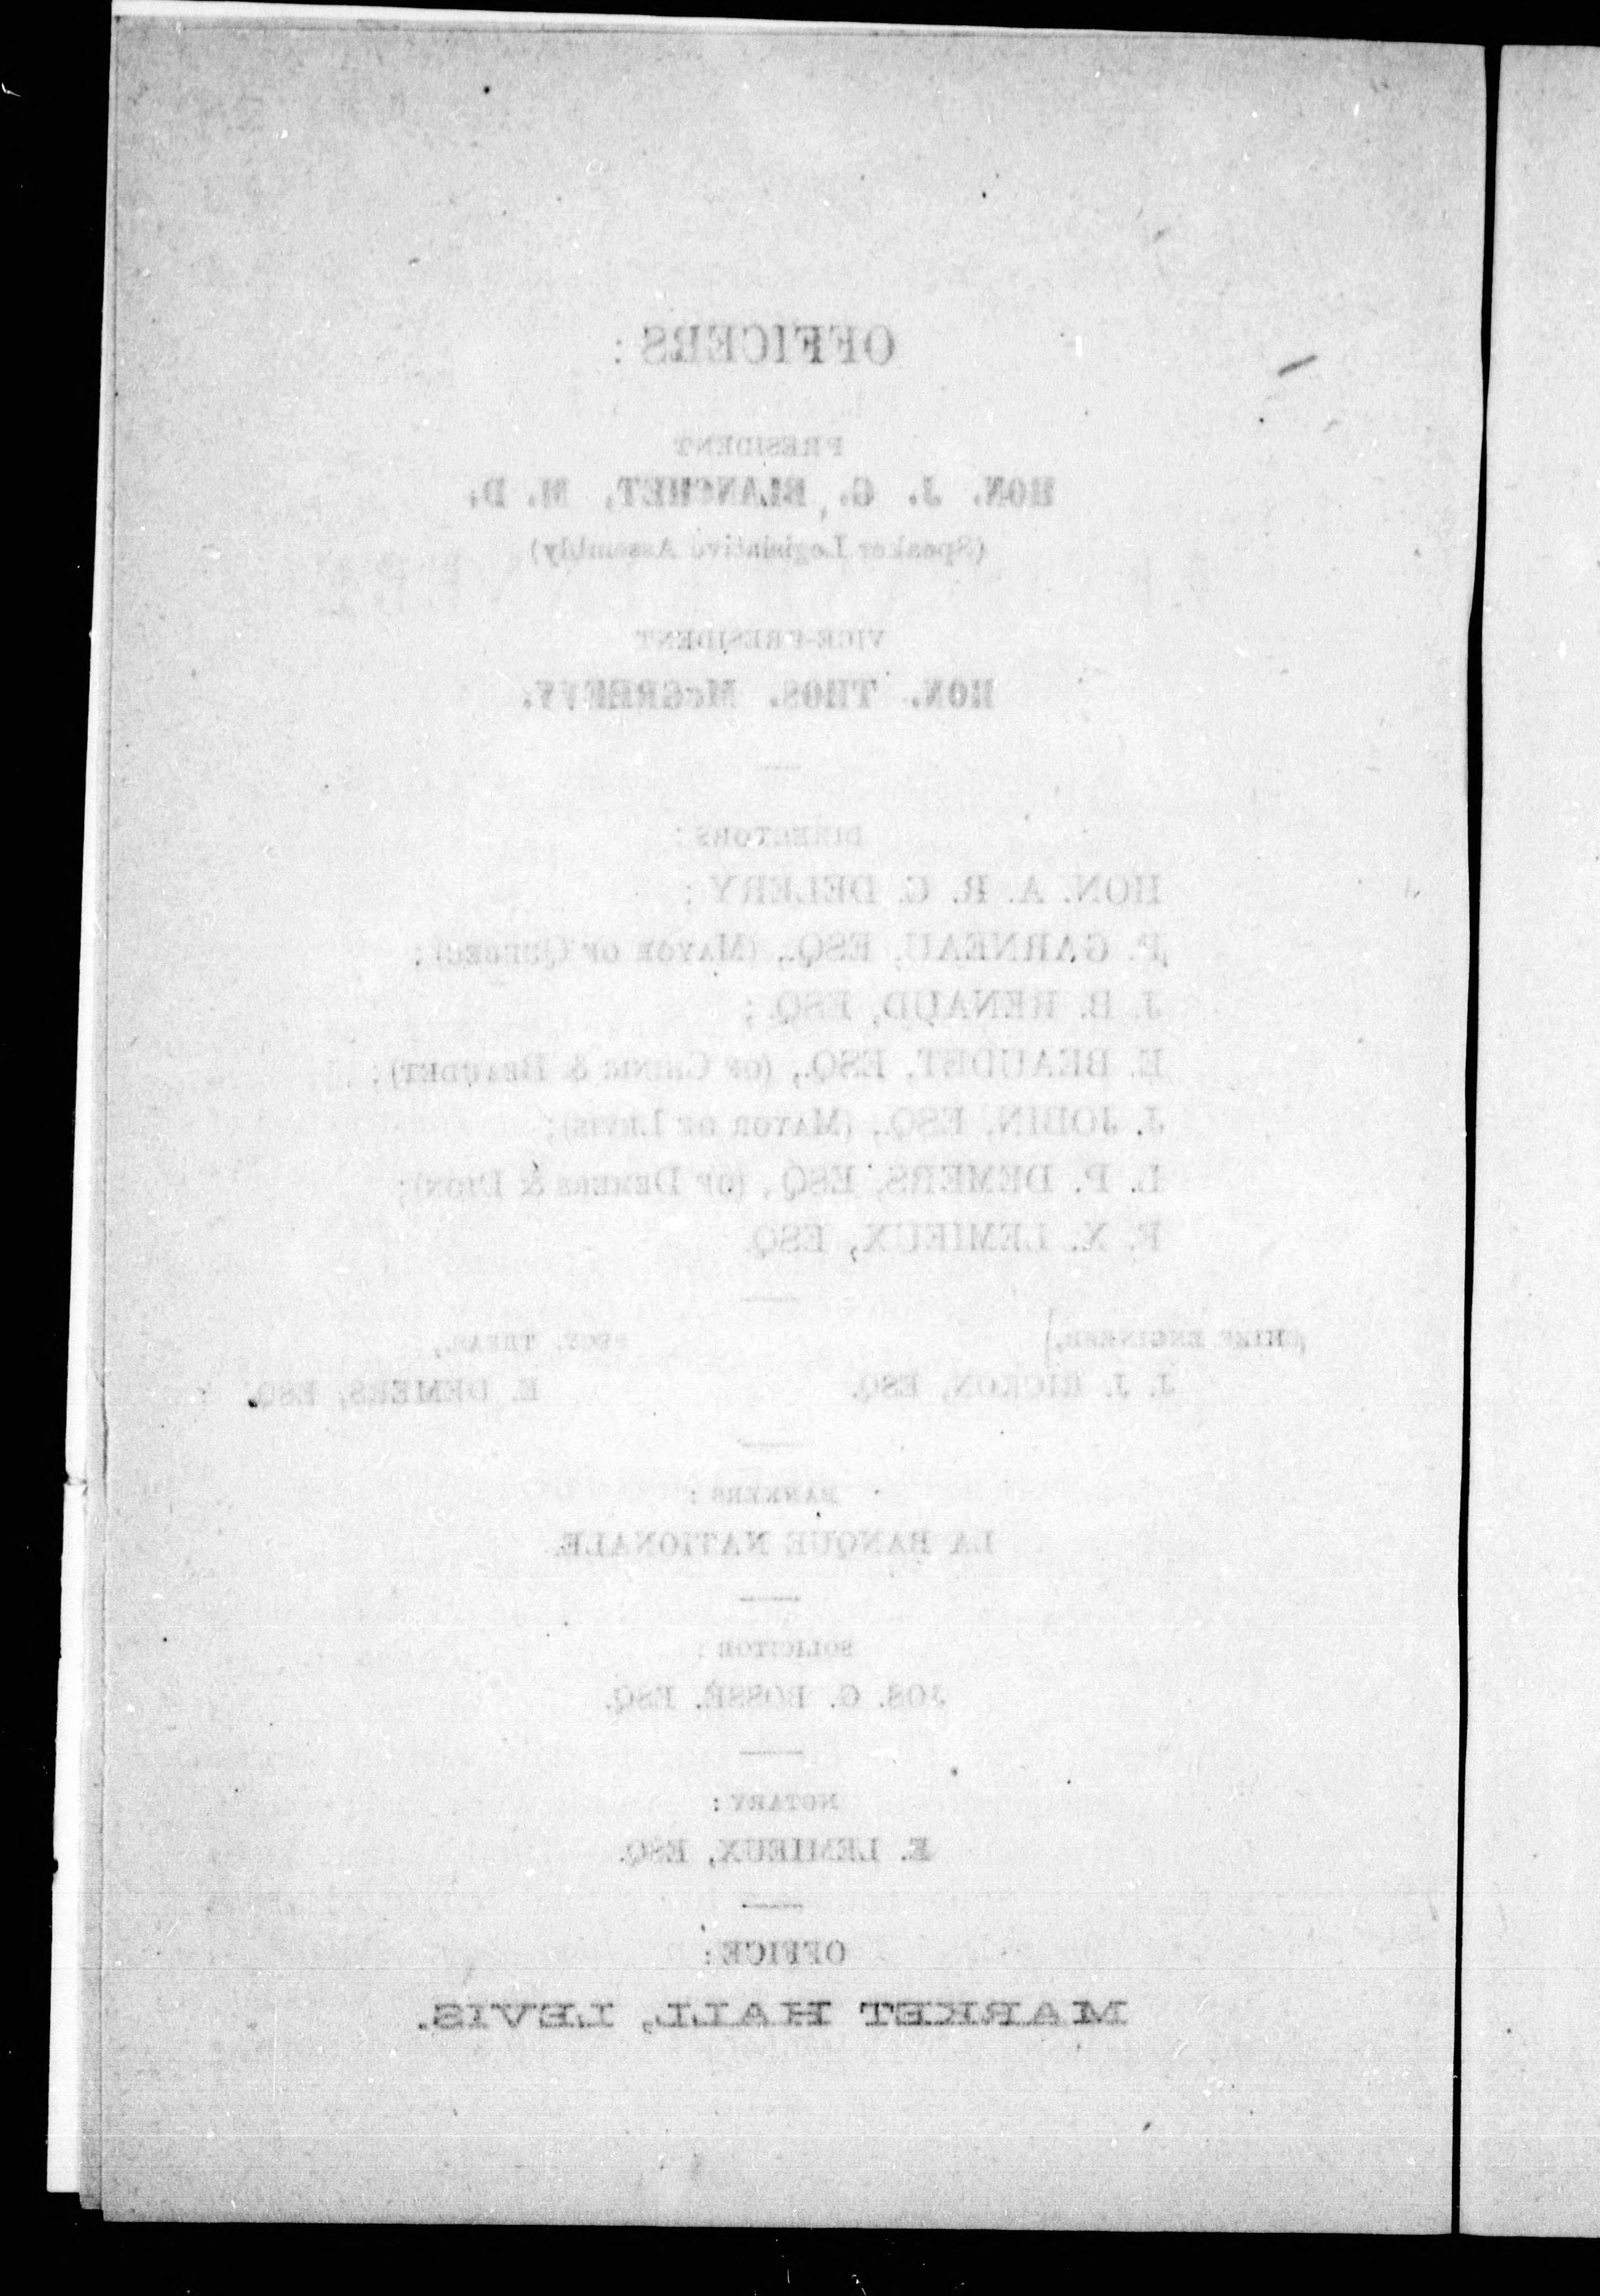 OFFICERS:
PRESIDENT
HON. J. G. BLANCHET, M. D.
(Speaker Legislative Assembly)
VICE-PRESIDENT
HON. THOS. McGREEVY.
DIRECTORS:
HON. A. R. C. DELERY;
P. GARNEAU, ESQ., (MAYOR OF QUEBEC);
J. B. RENAUD, ESQ.;
E. BEAUDET, ESQ., (OF CHINIC & BEAUDET);
J. JOBIN, ESQ., (MAYOR OF LEVIS);
L. P. DEMERS, ESQ, (OF DEMERS & DION);
F. X. LEMIEUX, ESQ.
CHIEF ENGINEER, SECY. TREAS.,
J. J. RICKON, ESQ. E. DEMERS, ESQ.
BANKERS:
LA BANQUE NATIONALE.
SOLICITOR:
JOS. G. BOSSÉ, ESQ.
NOTARY:
E. LEMIEUX, ESQ.
OFFICE:
MARKET HALL, LEVIS.